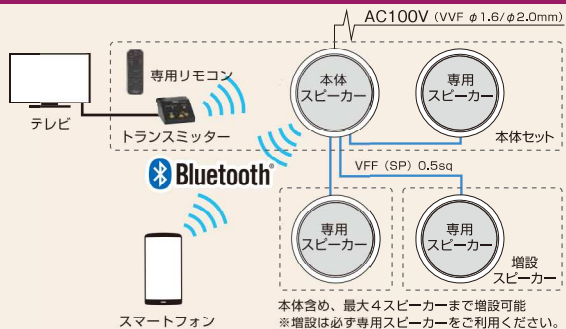 AC100V (VVF φ1.6/φ2.0mm)
専用リモコン
テレビ
トランスミッター
本体
スピーカー
専用
スピーカー
本体セット
Bluetooth®
VFF (SP) 0.5sq
専用
スピーカー
専用
スピーカー
増設
スピーカー
スマートフォン
本体含め、最大4スピーカーまで増設可能
※増設は必ず専用スピーカーをご利用ください。